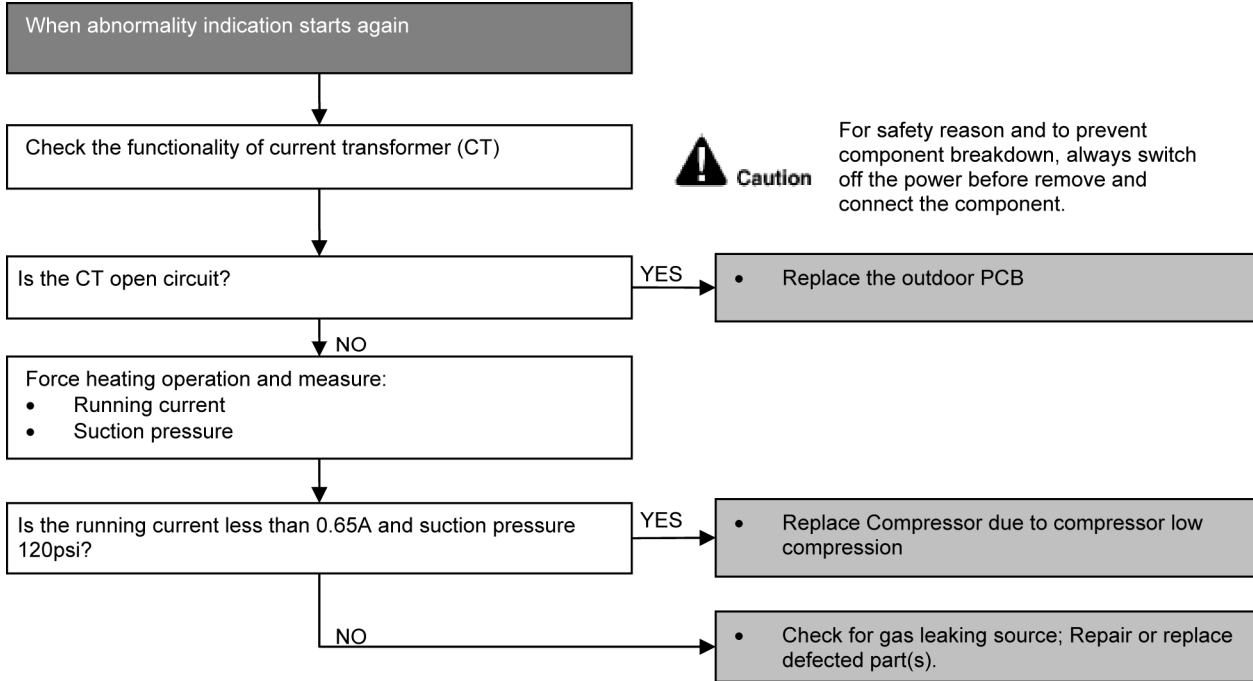 When abnormality indication starts again
Check the functionality of current transformer (CT)
Caution
For safety reason and to prevent
component breakdown, always switch
off the power before remove and
connect the component.
Is the CT open circuit?
YES
• Replace the outdoor PCB
NO
Force heating operation and measure:
• Running current
• Suction pressure
Is the running current less than 0.65A and suction pressure
120psi?
YES
• Replace Compressor due to compressor low
compression
NO
• Check for gas leaking source; Repair or replace
defected part(s).